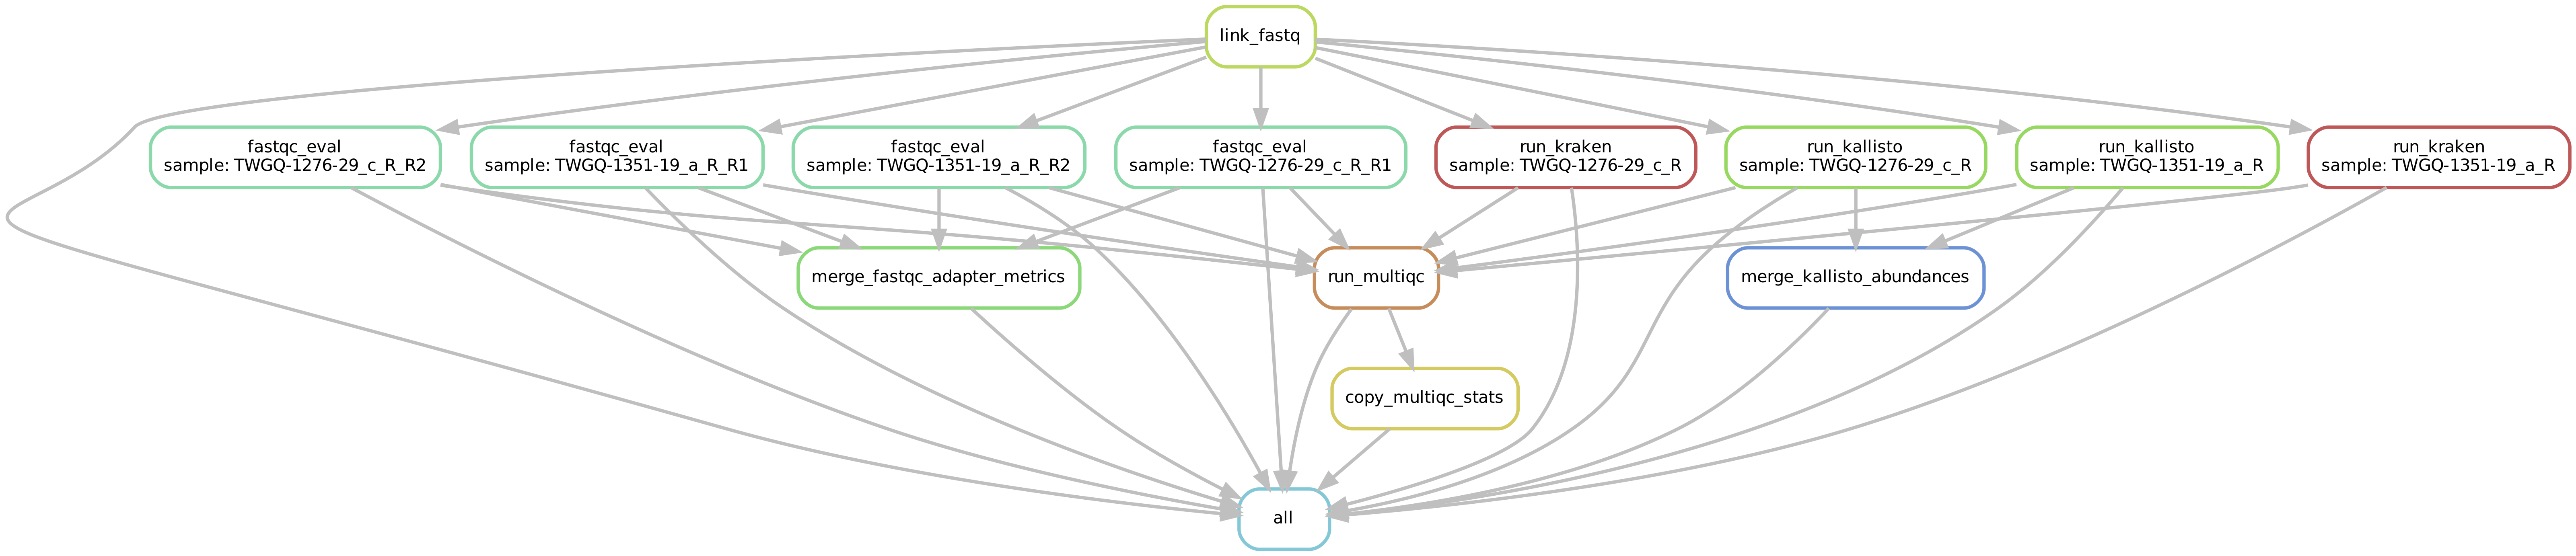 link_fastq
fastqc_eval
sample: TWGQ-1276-29_c_R_R2
fastqc_eval
sample: TWGQ-1351-19_a_R_R1
fastqc_eval
sample: TWGQ-1351-19_a_R_R2
fastqc_eval
sample: TWGQ-1276-29_c_R_R1
run_kraken
sample: TWGQ-1276-29_c_R
run_kallisto
sample: TWGQ-1276-29_c_R
run_kallisto
sample: TWGQ-1351-19_a_R
run_kraken
sample: TWGQ-1351-19_a_R
merge_fastqc_adapter_metrics
run_multiqc
merge_kallisto_abundances
copy_multiqc_stats
all